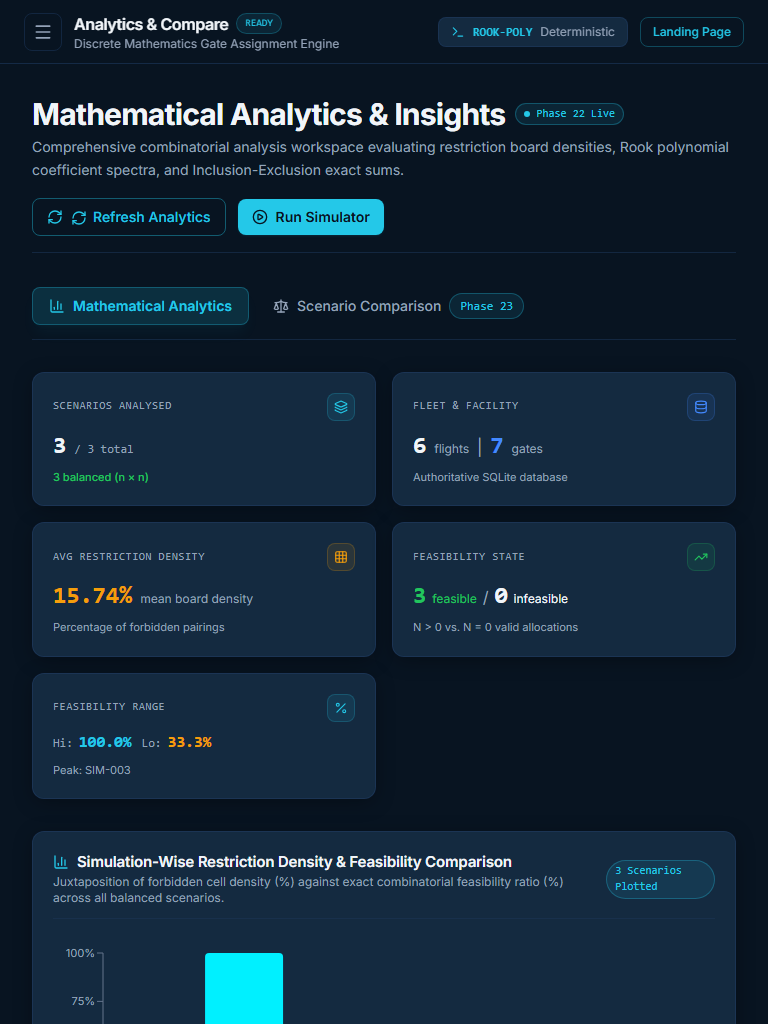 Analytics & Compare READY
Discrete Mathematics Gate Assignment Engine
ROOK-POLY Deterministic
Landing Page
Mathematical Analytics & Insights
Phase 22 Live
Comprehensive combinatorial analysis workspace evaluating restriction board densities, Rook polynomial
coefficient spectra, and Inclusion-Exclusion exact sums.
Refresh Analytics
Run Simulator
Mathematical Analytics
Scenario Comparison
Phase 23
SCENARIOS ANALYSED
3 / 3 total
3 balanced (n × n)
FLEET & FACILITY
6 flights | 7 gates
Authoritative SQLite database
AVG RESTRICTION DENSITY
15.74% mean board density
Percentage of forbidden pairings
FEASIBILITY STATE
3 feasible / 0 infeasible
N > 0 vs. N = 0 valid allocations
FEASIBILITY RANGE
Hi: 100.0% Lo: 33.3%
Peak: SIM-003
Simulation-Wise Restriction Density & Feasibility Comparison
Juxtaposition of forbidden cell density (%) against exact combinatorial feasibility ratio (%)
across all balanced scenarios.
3 Scenarios
Plotted
100%
75%